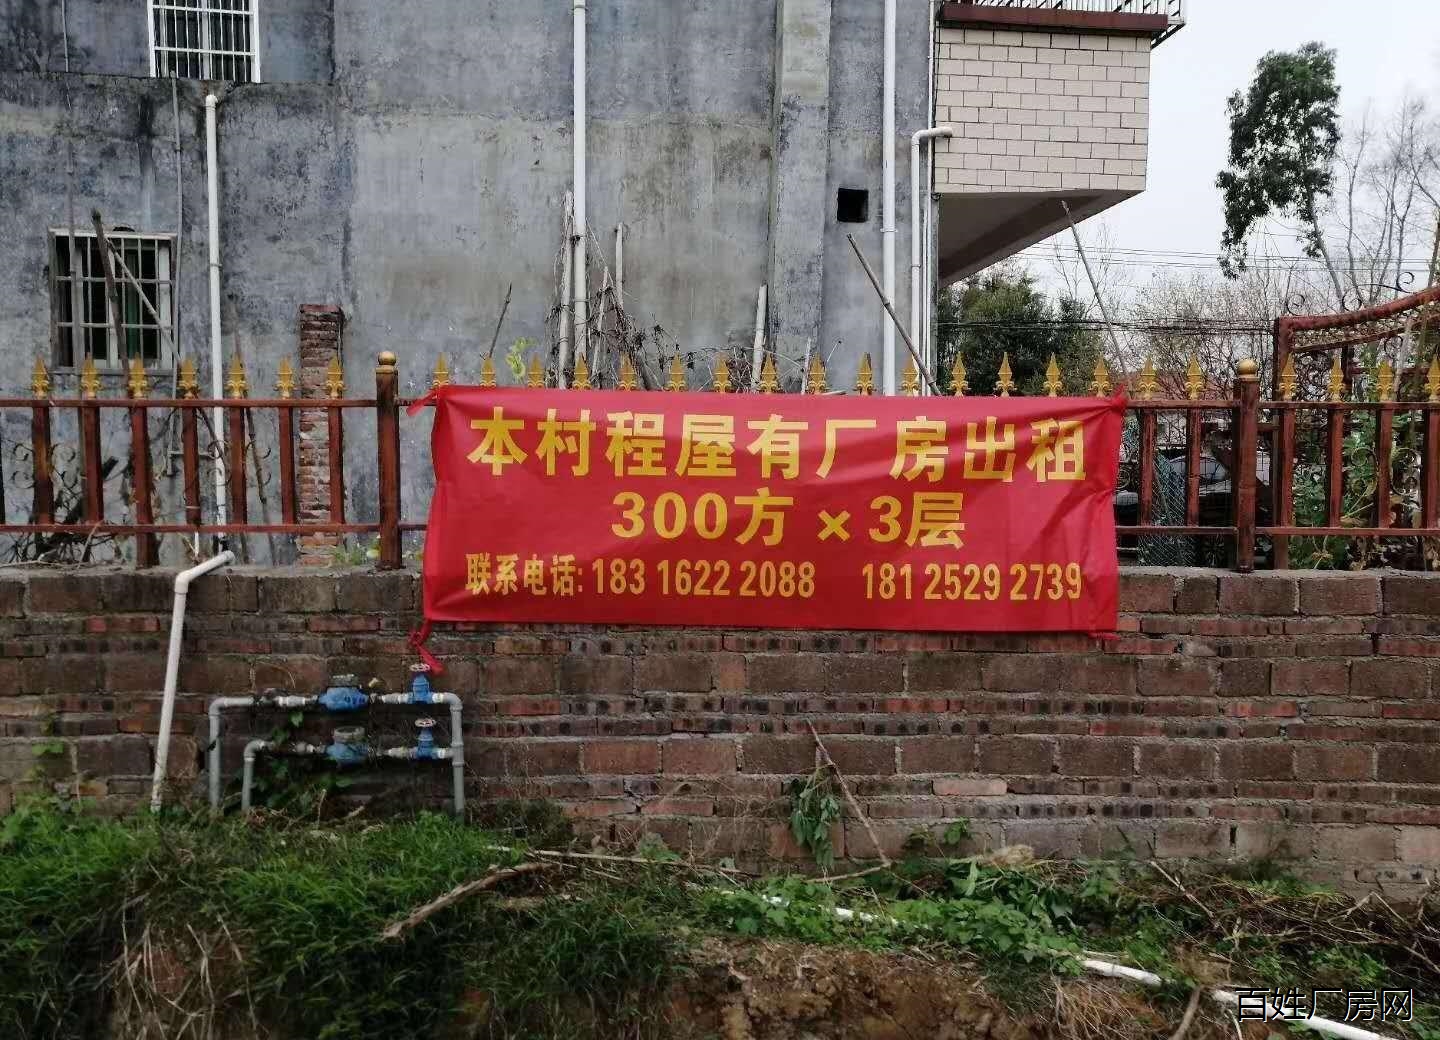 本村程屋有厂房出租
300方×3层
联系电话: 183 1622 2088 181 2529 2739
百姓厂房网